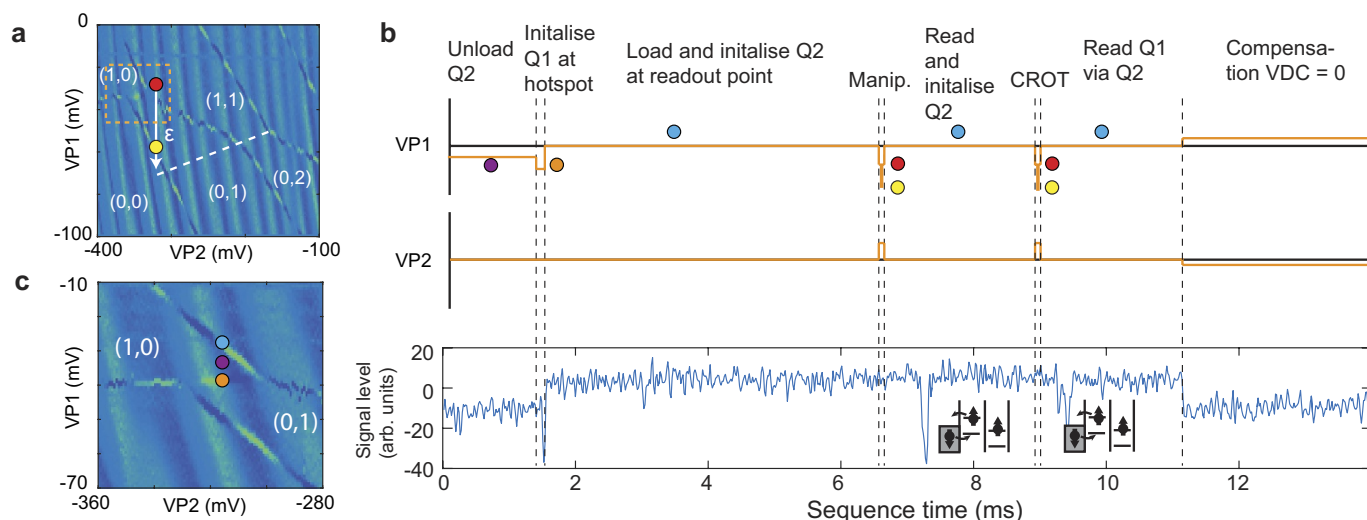 a
0
VP1 (mV)
-100
-400
VP2 (mV)
-100
(1,0)
(1,1)
ε
(0,0)
(0,1)
(0,2)
b
Unload
Q2
Initalise
Q1 at
hotspot
Load and initalise Q2
at readout point
Manip.
Read
and
initialise
Q2
CROT
Read Q1
via Q2
Compensa-
tion VDC = 0
VP1
VP2
Signal level
(arb. units)
20
0
-20
-40
0
2
4
6
8
10
12
Sequence time (ms)
c
-10
VP1 (mV)
-70
-360
VP2 (mV)
-280
(1,0)
(0,1)